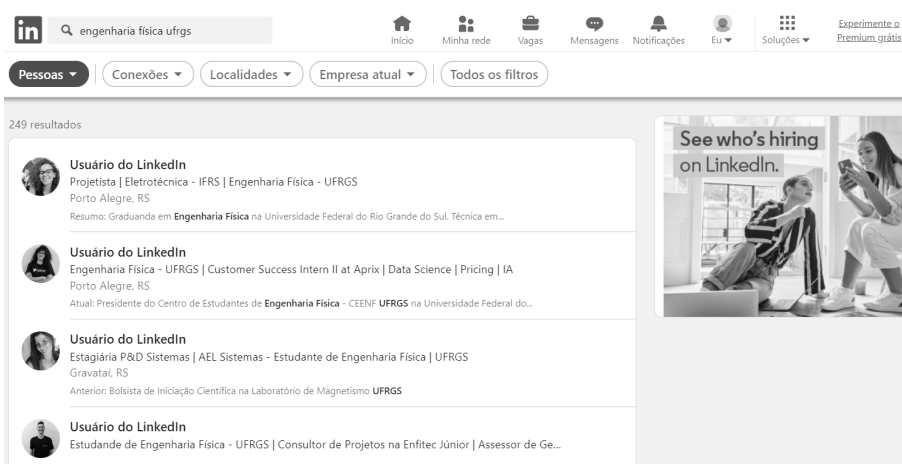 in
engenharia física ufrgs
Início
Minha rede
Vagas
Mensagens
Notificações
Eu
Soluções
Experimente o
Premium grátis
Pessoas
Conexões
Localidades
Empresa atual
Todos os filtros
249 resultados
Usuário do LinkedIn
Projetista | Eletrotécnica - IFRS | Engenharia Física - UFRGS
Porto Alegre, RS
Resumo: Graduanda em Engenharia Física na Universidade Federal do Rio Grande do Sul. Técnica em...
Usuário do LinkedIn
Engenharia Física - UFRGS | Customer Success Intern II at Aprix | Data Science | Pricing | IA
Porto Alegre, RS
Atual: Presidente do Centro de Estudantes de Engenharia Física - CEENF UFRGS na Universidade Federal do...
Usuário do LinkedIn
Estagiária P&D Sistemas | AEL Sistemas - Estudante de Engenharia Física | UFRGS
Gravataí, RS
Anterior: Bolsista de Iniciação Científica na Laboratório de Magnetismo UFRGS
Usuário do LinkedIn
Estudande de Engenharia Física - UFRGS | Consultor de Projetos na Enfitec Júnior | Assessor de Ge...
See who's hiring
on LinkedIn.